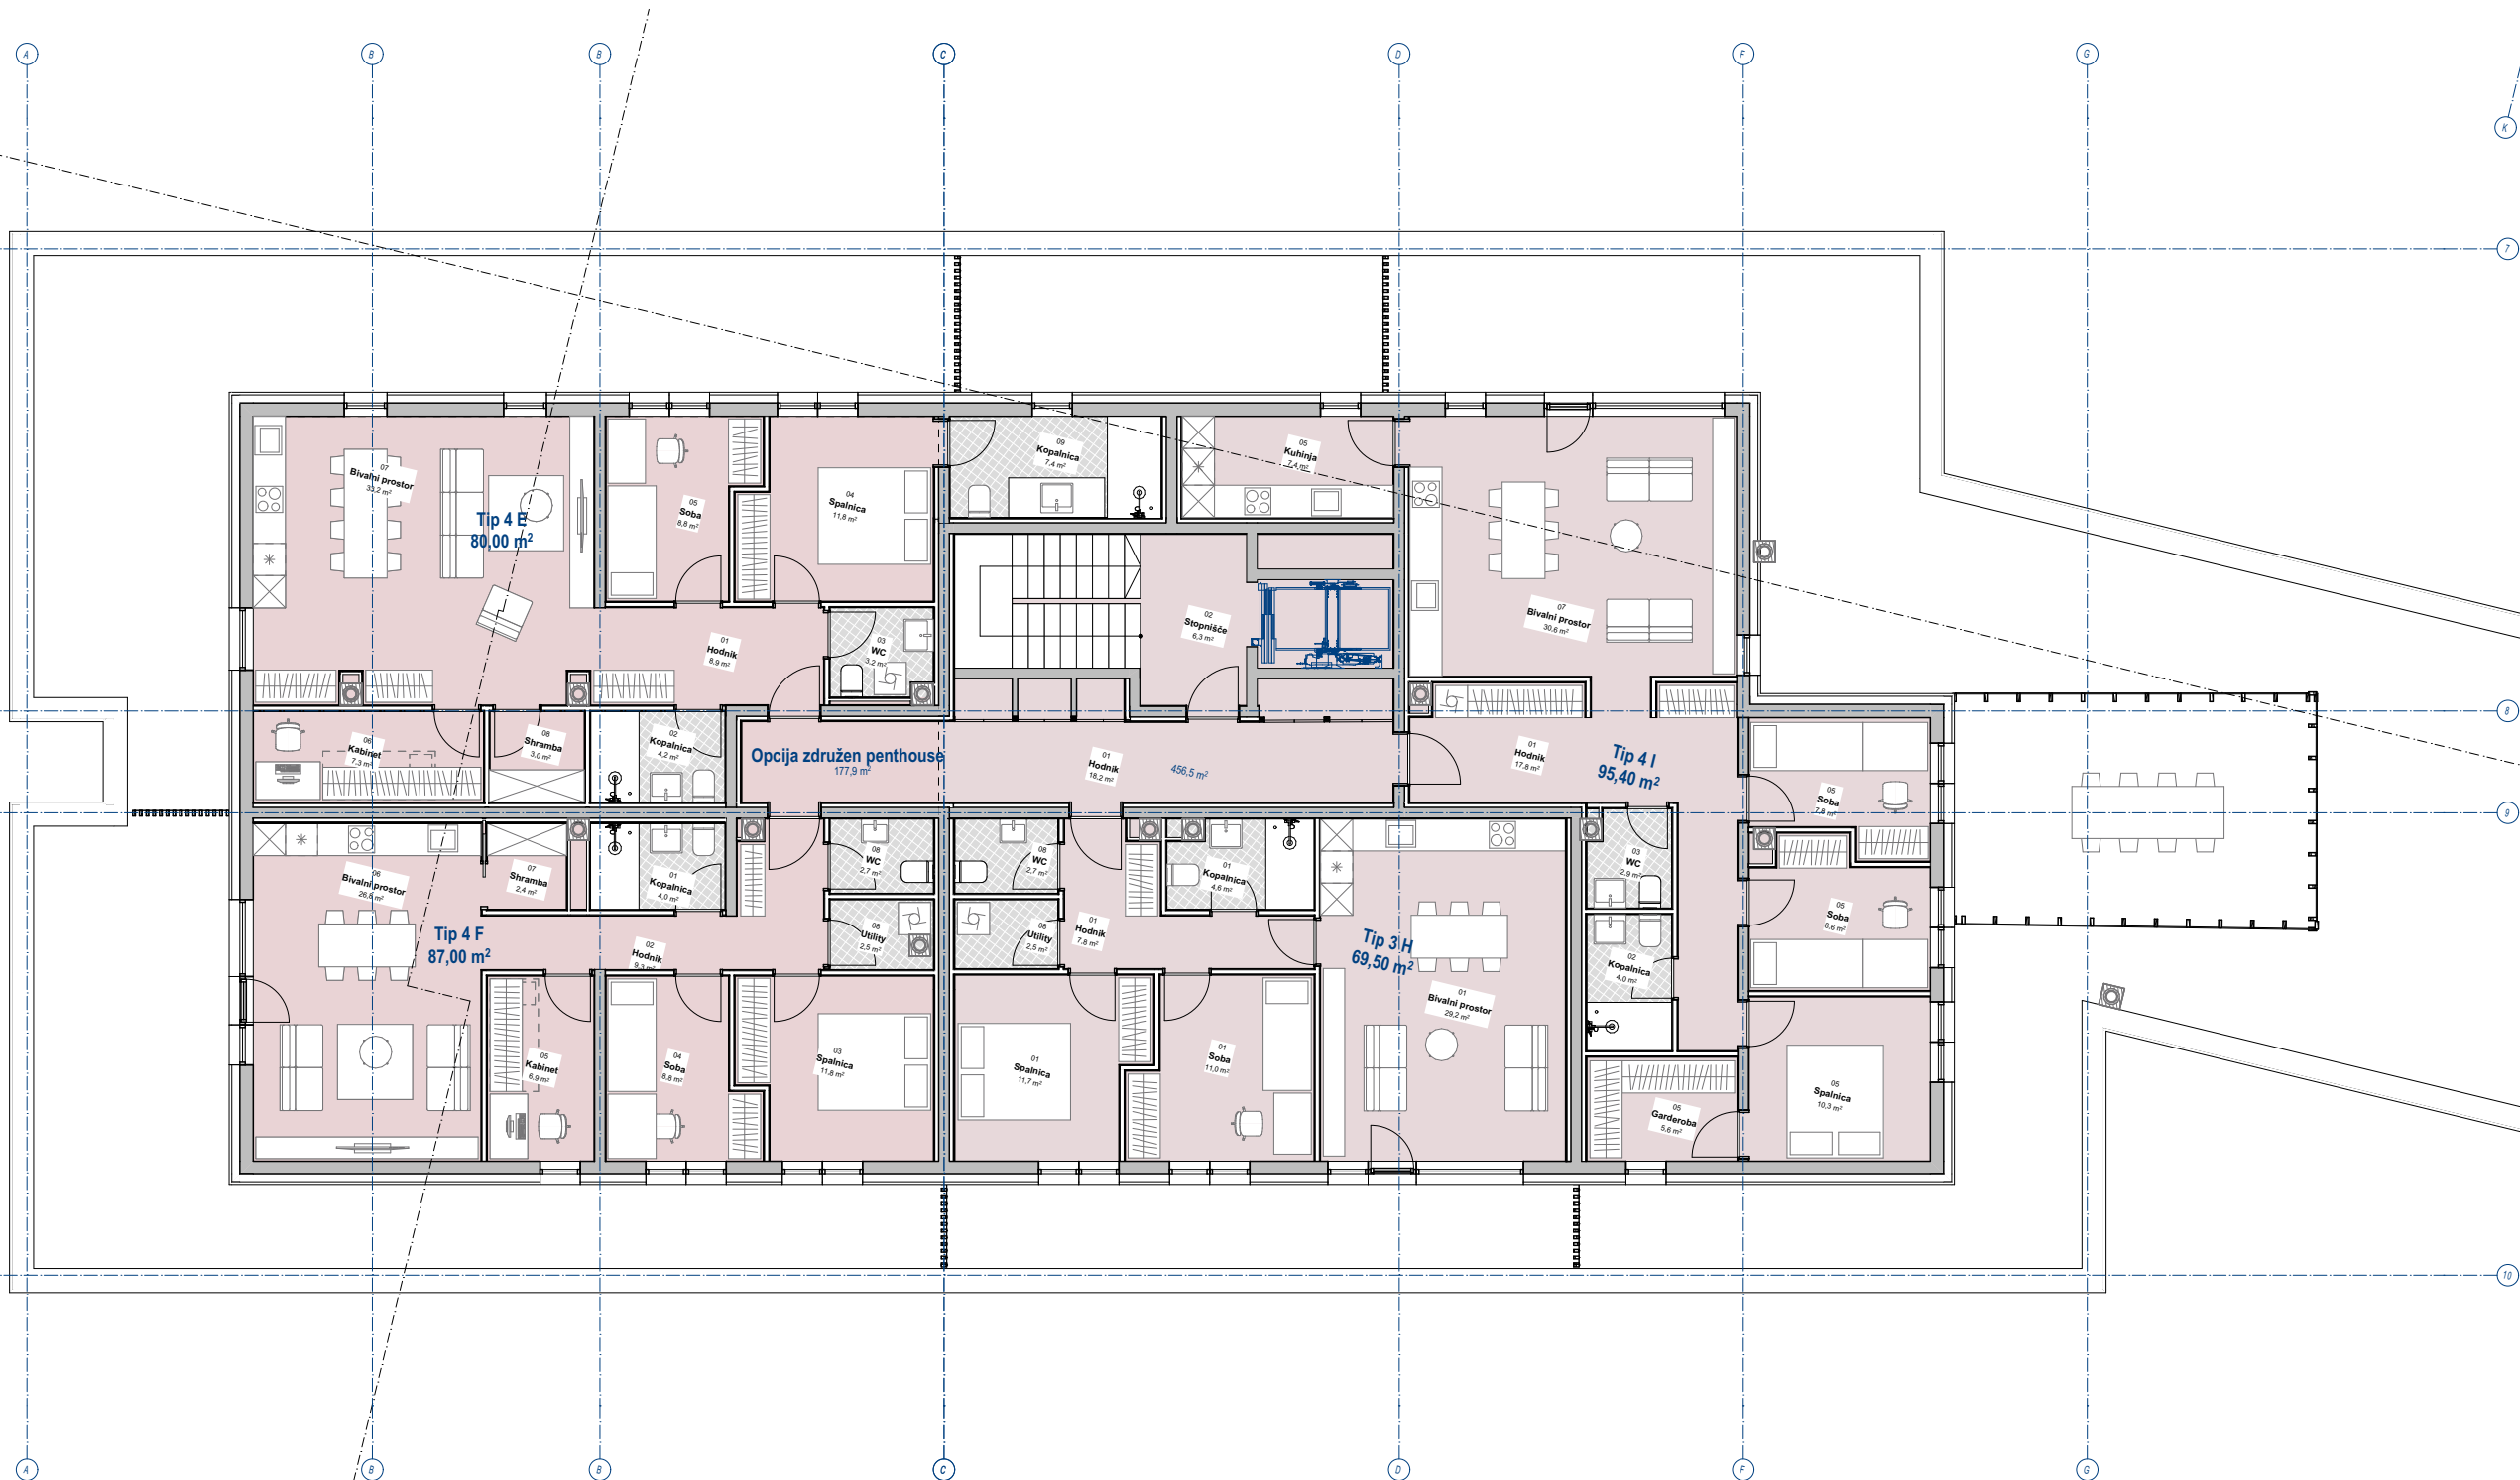 A
B
B
C
D
F
G
K
7
09
Kopalnica
7,4 m²
05
Kuhinja
7,4 m²
07
Bivalni prostor
33,2 m²
04
Spalnica
11,8 m²
05
Soba
8,8 m²
Tip 4 E
80,00 m²
07
Bivalni prostor
30,6 m²
02
Stopnišče
6,3 m²
01
Hodnik
8,9 m²
03
WC
3,2 m²
8
06
Kabinet
7,3 m²
08
Shramba
3,0 m²
02
Kopalnica
4,2 m²
Opcija združen penthouse
177,9 m²
01
Hodnik
18,2 m²
456,5 m²
01
Hodnik
17,8 m²
Tip 4 I
95,40 m²
05
Soba
7,8 m²
9
06
Bivalni prostor
26,6 m²
07
Shramba
2,4 m²
01
Kopalnica
4,0 m²
08
WC
2,7 m²
08
WC
2,7 m²
01
Kopalnica
4,6 m²
03
WC
2,9 m²
05
Soba
8,6 m²
Tip 4 F
87,00 m²
02
Hodnik
9,3 m²
08
Utility
2,5 m²
08
Utility
2,5 m²
01
Hodnik
7,8 m²
Tip 3 H
69,50 m²
02
Kopalnica
4,0 m²
01
Bivalni prostor
29,2 m²
05
Kabinet
6,9 m²
04
Soba
8,8 m²
03
Spalnica
11,8 m²
01
Spalnica
11,7 m²
01
Soba
11,0 m²
05
Garderoba
5,6 m²
05
Spalnica
10,3 m²
10
A
B
B
C
D
F
G